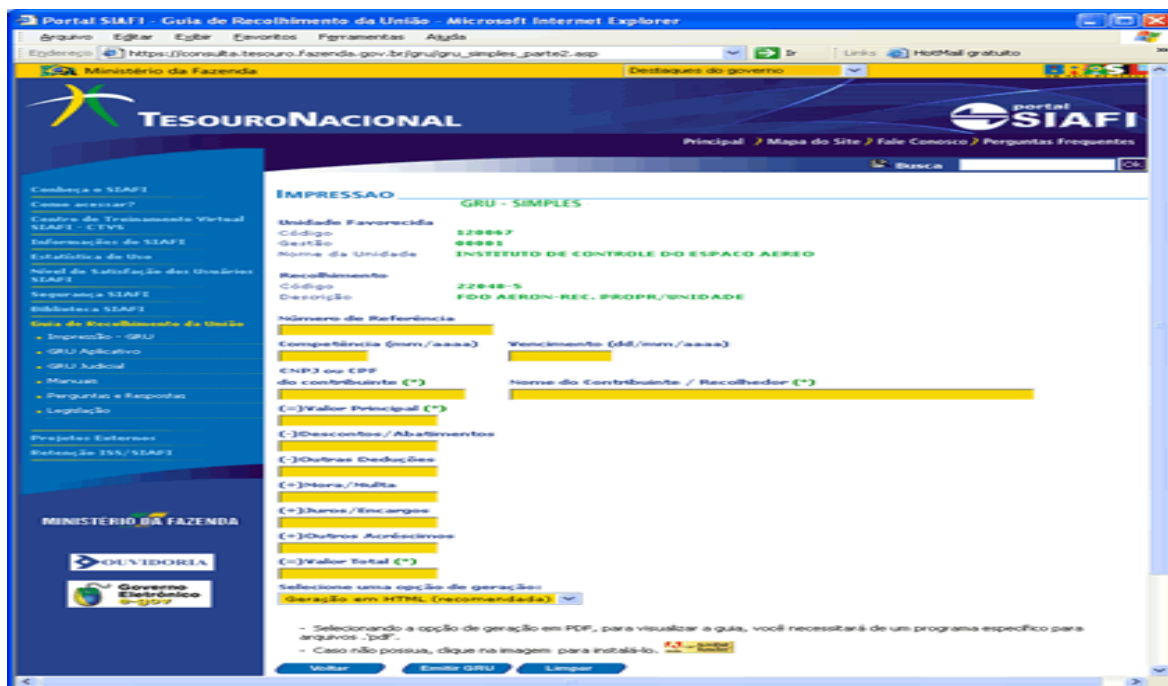 Portal SIAFI - Guia de Recolhimento da União - Microsoft Internet Explorer
Arquivo Editar Exibir Favoritos Ferramentas Ajuda
Endereço https://consulta.tesouro.fazenda.gov.br/gru/gru_simples_parte2.asp Ir Links HotMail gratuito
Ministério da Fazenda Destaques do governo
TESOURONACIONAL
portal
SIAFI
Principal Mapa do Site Fale Conosco Perguntas Frequentes
Busca Ok
Conheça o SIAFI
Como acessar?
Centro de Treinamento Virtual
SIAFI - CTVS
Informações do SIAFI
Estatística de Uso
Nível de Satisfação dos Usuários
SIAFI
Segurança SIAFI
Biblioteca SIAFI
Guia de Recolhimento da União
Impressão - GRU
GRU Aplicativo
GRU Judicial
Manuais
Perguntas e Respostas
Legislação
Projetos Externos
Retenção ISS/SIAFI
MINISTÉRIO DA FAZENDA
OUVIDORIA
Governo
Eletrônico
e-gov
IMPRESSAO
GRU - SIMPLES
Unidade Favorecida
Código 120067
Gestão 00001
Nome da Unidade INSTITUTO DE CONTROLE DO ESPACO AEREO
Recolhimento
Código 22048-5
Descrição FDO AERON-REC. PROPR/UNIDADE
Número de Referência
Competência (mm/aaaa) Vencimento (dd/mm/aaaa)
CNPJ ou CPF
do contribuinte (*) Nome do Contribuinte / Recolhedor (*)
(=)Valor Principal (*)
(-)Descontos/Abatimentos
(-)Outras Deduções
(+)Mora/Multa
(+)Juros/Encargos
(+)Outros Acréscimos
(=)Valor Total (*)
Selecione uma opção de geração:
Geração em HTML (recomendada)
- Selecionando a opção de geração em PDF, para visualizar a guia, você necessitará de um programa específico para
arquivos .'pdf'.
- Caso não possua, clique na imagem para instalá-lo.
Voltar Emitir GRU Limpar